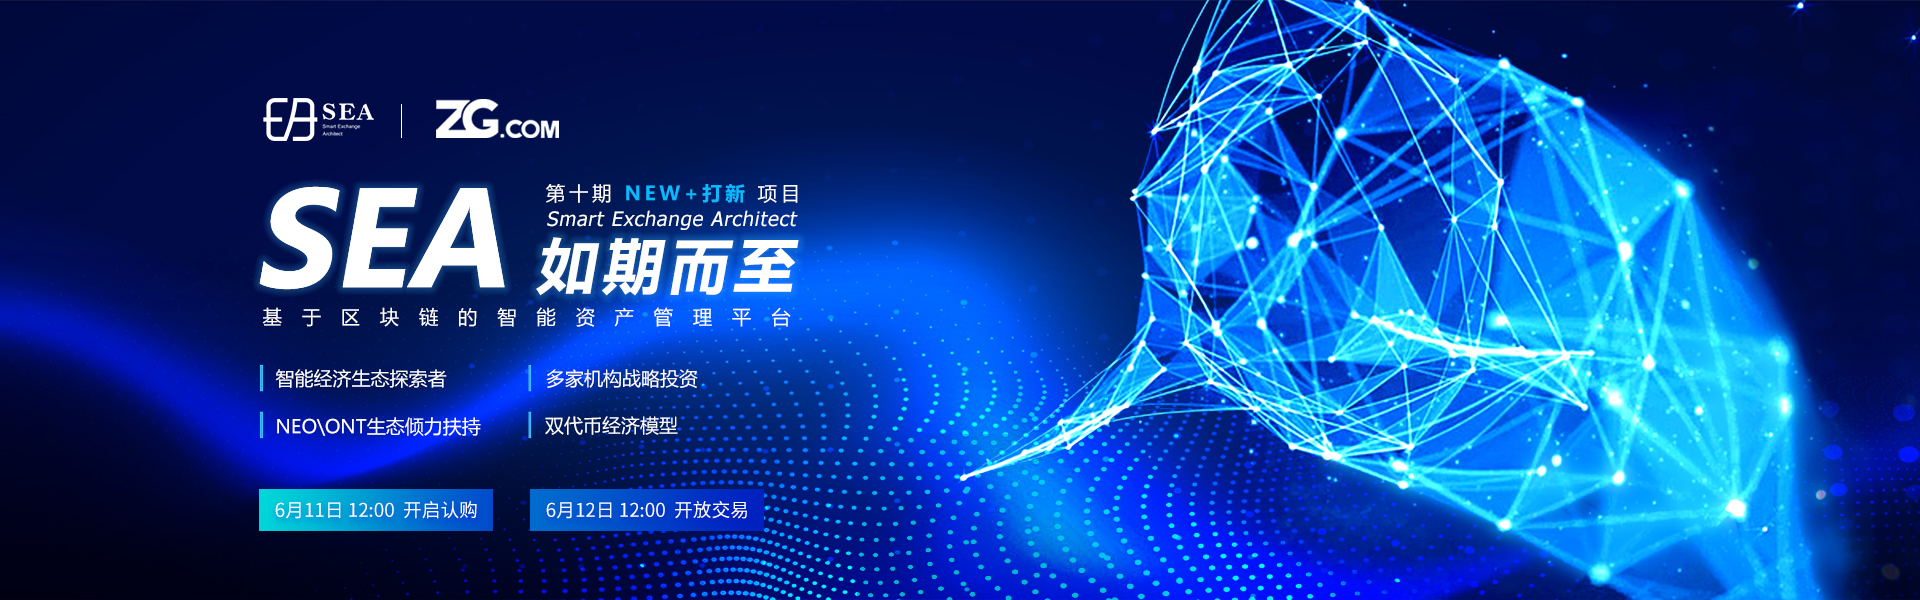 SEA
Smart Exchange
Architect
ZG.COM
SEA
第十期 NEW+打新 项目
Smart Exchange Architect
如期而至
基于区块链的智能资产管理平台
智能经济生态探索者
多家机构战略投资
NEO\ONT生态倾力扶持
双代币经济模型
6月11日 12:00 开启认购
6月12日 12:00 开放交易